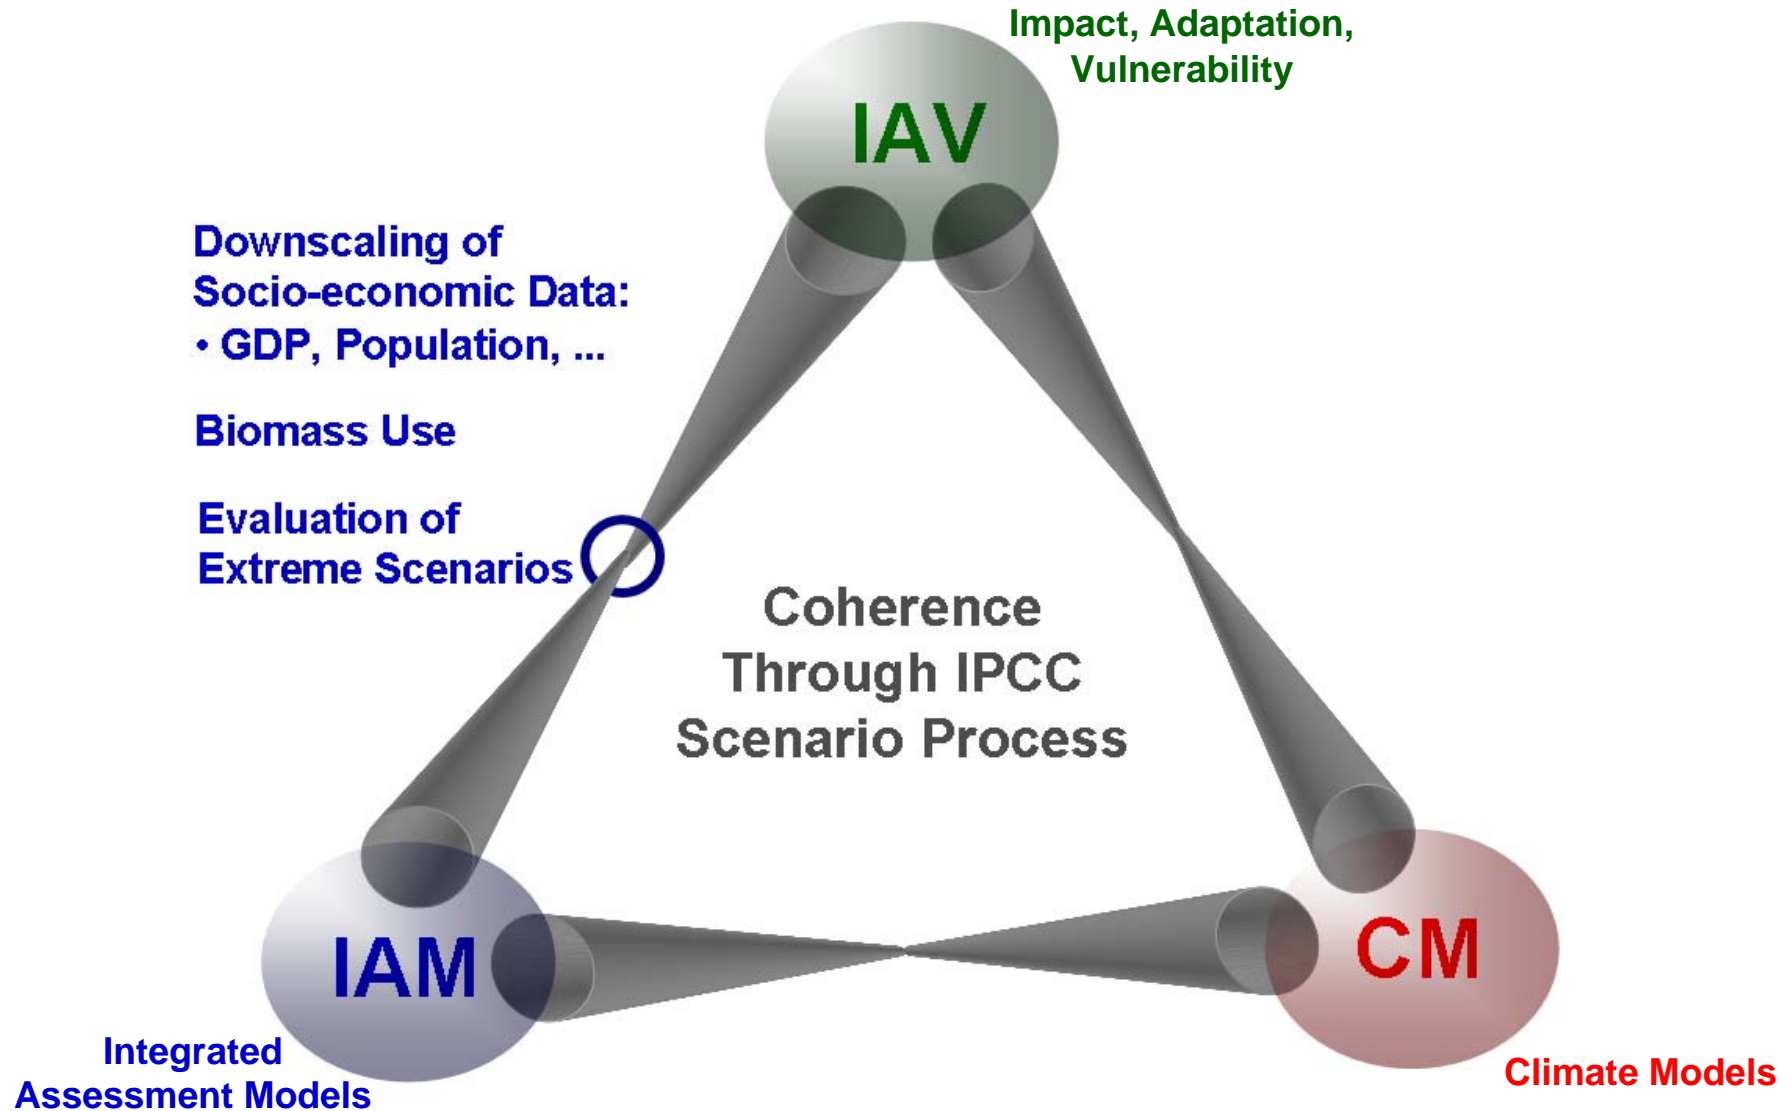 Impact, Adaptation,
Vulnerability
IAV
Downscaling of
Socio-economic Data:
• GDP, Population, ...
Biomass Use
Evaluation of
Extreme Scenarios
Coherence
Through IPCC
Scenario Process
IAM
CM
Integrated
Assessment Models
Climate Models